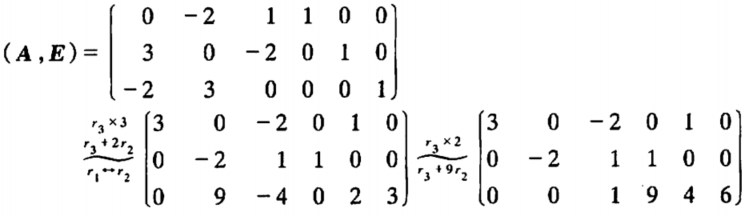 (A,E)= ( 0 -2 1 1 0 0
3 0 -2 0 1 0
-2 3 0 0 0 1 )
r₃×3 r₃+2r₂ r₁↔r₂ ( 3 0 -2 0 1 0 r₃×2 r₃+9r₂ ( 3 0 -2 0 1 0
0 -2 1 1 0 0 0 -2 1 1 0 0
0 9 -4 0 2 3 ) 0 0 1 9 4 6 )